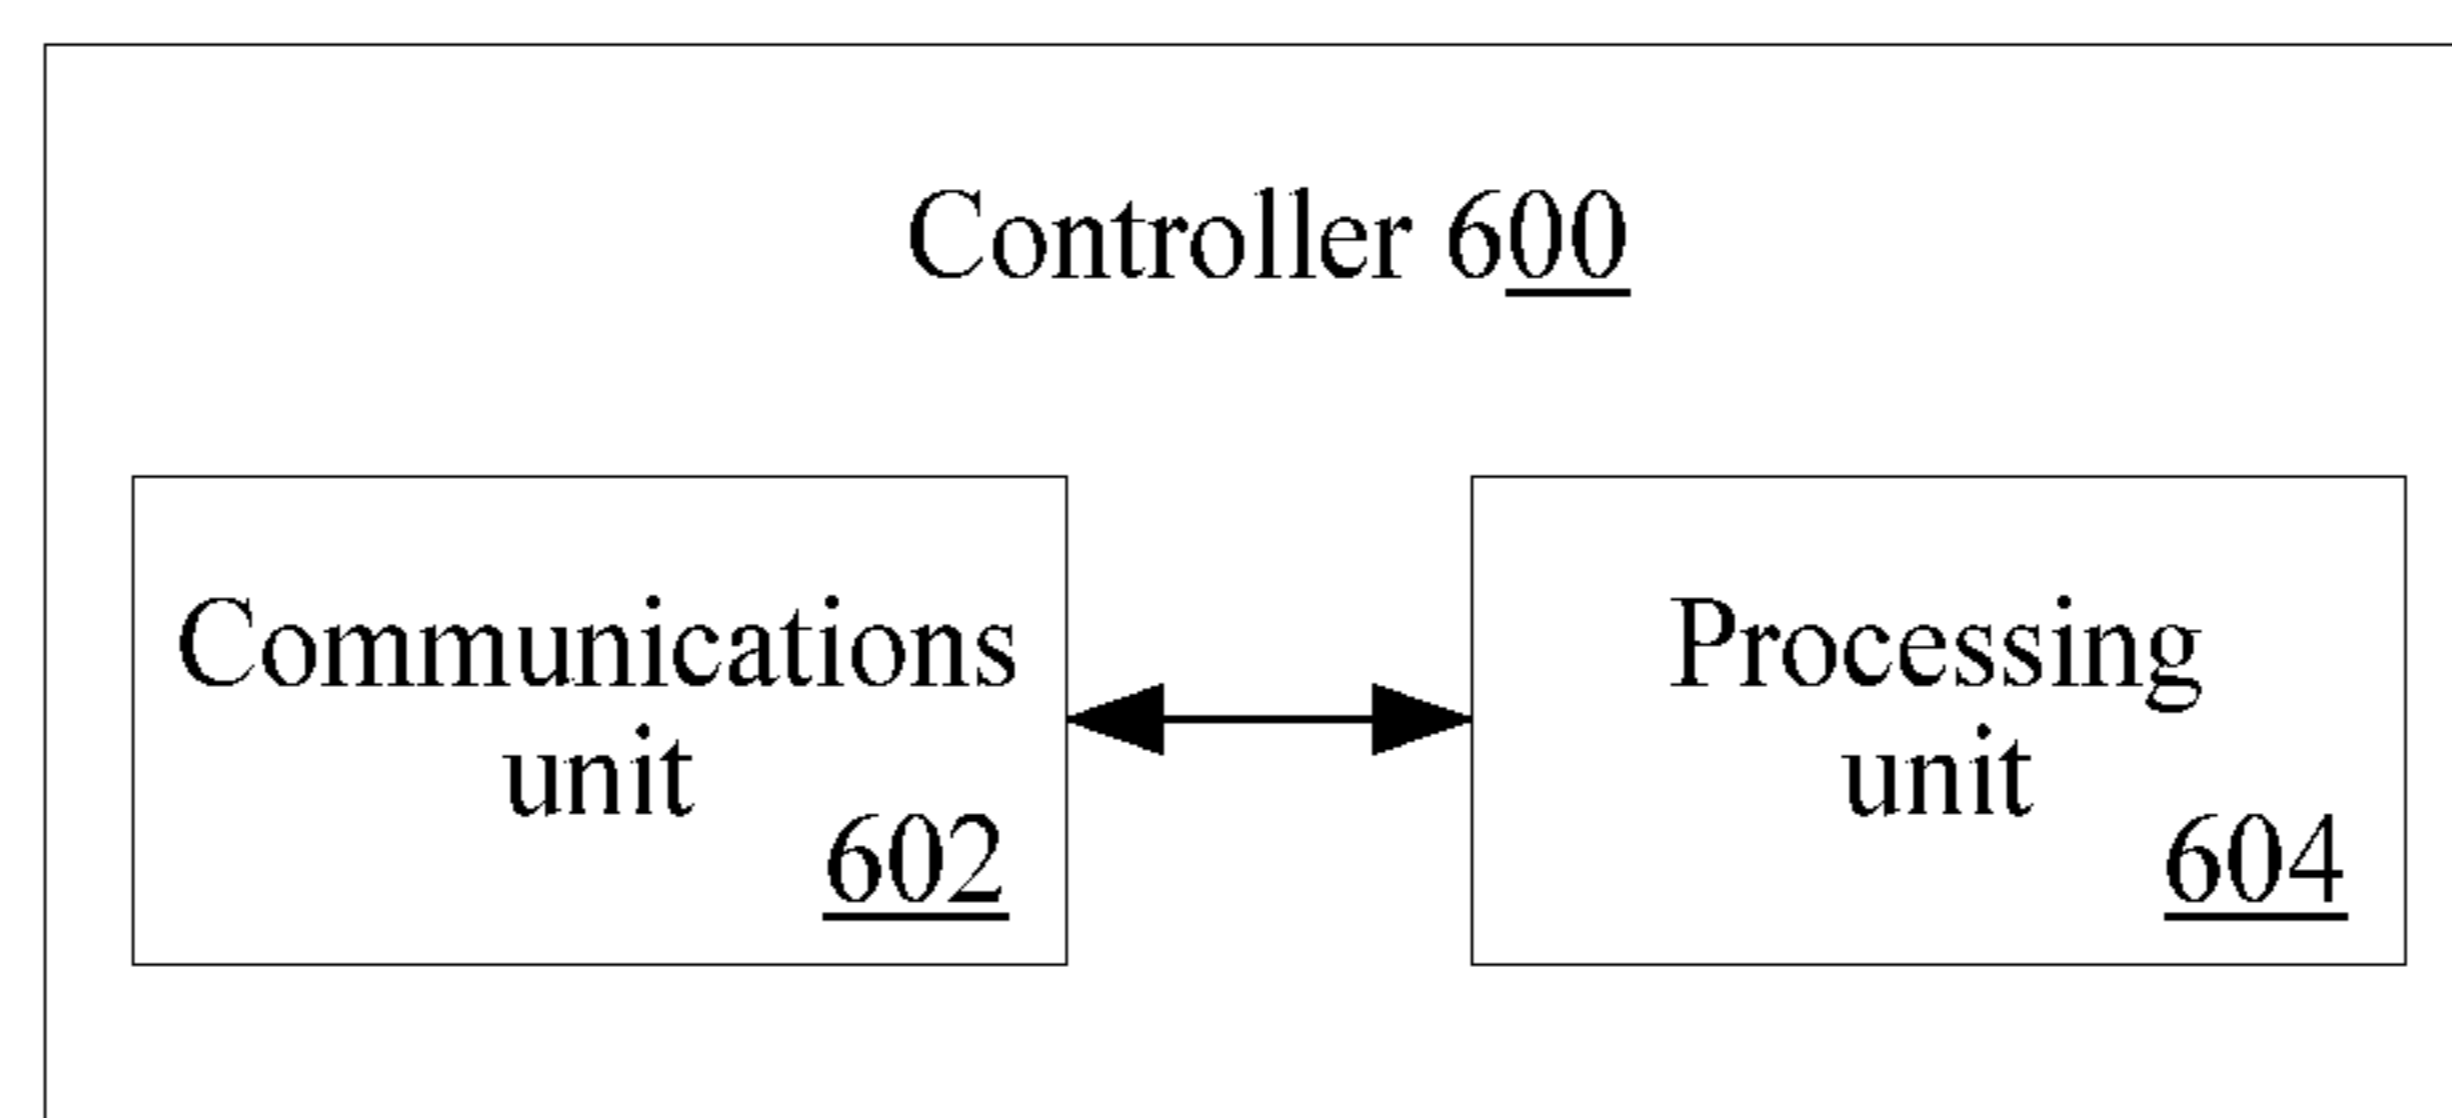 Controller 600
Communications
unit
602
Processing
unit
604